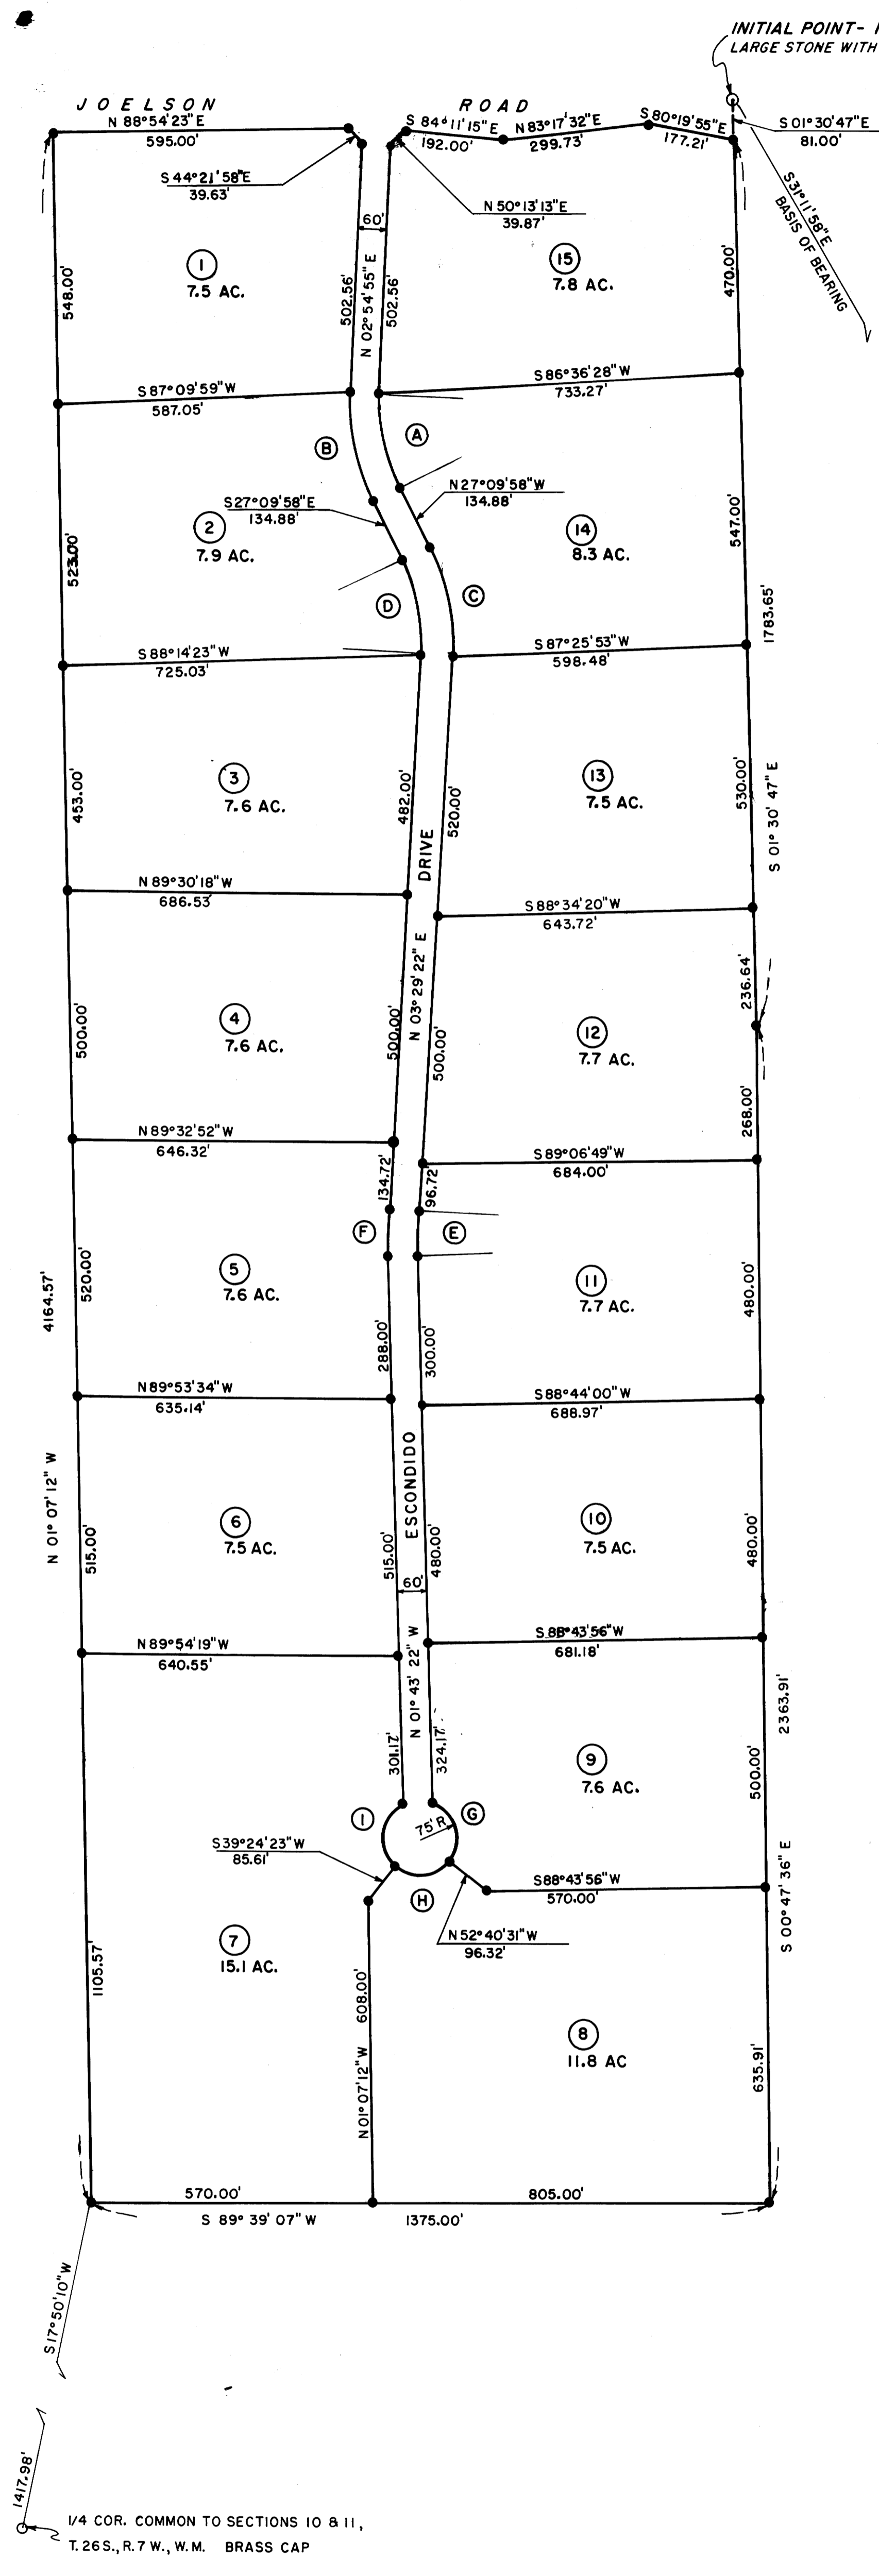 INITIAL POINT-
LARGE STONE WITH
JOELSON ROAD
N 88°54'23"E
595.00'
S 44°21'58"E
39.63'
S 84°11'15"E
192.00'
N 83°17'32"E
299.73'
S 80°19'55"E
177.21'
S 01°30'47"E
81.00'
N 50°13'13"E
39.87'
S 31°11'58"E
BASIS OF BEARING
60'
1
7.5 AC.
548.00'
502.56'
N 02°54'55" E
502.56'
15
7.8 AC.
470.00'
S 87°09'59"W
587.05'
S 86°36'28"W
733.27'
B
A
S 27°09'58"E
134.88'
N 27°09'58"W
134.88'
2
7.9 AC.
523.00'
14
8.3 AC.
547.00'
D
C
1783.65'
S 88°14'23"W
725.03'
S 87°25'53"W
598.48'
3
7.6 AC.
453.00'
482.00'
DRIVE
520.00'
13
7.5 AC.
530.00'
S 01° 30' 47" E
N 89°30'18"W
686.53'
S 88°34'20"W
643.72'
N 03° 29' 22" E
236.64'
4
7.6 AC.
500.00'
500.00'
500.00'
12
7.7 AC.
268.00'
N 89°32'52"W
646.32'
S 89°06'49"W
684.00'
134.72'
96.72'
F
E
5
7.6 AC.
4164.57'
520.00'
288.00'
300.00'
11
7.7 AC.
480.00'
N 89°53'34"W
635.14'
S 88°44'00"W
688.97'
ESCONDIDO
N 01° 07' 12" W
6
7.5 AC.
515.00'
515.00'
480.00'
10
7.5 AC.
480.00'
60'
N 89°54'19"W
640.55'
S 88°43'56"W
681.18'
N 01° 43' 22" W
2363.91'
301.17'
324.17'
9
7.6 AC.
500.00'
I
G
75' R
S 39°24'23"W
85.61'
H
S 88°43'56"W
570.00'
S 00° 47' 36" E
N 52°40'31"W
96.32'
7
15.1 AC.
1105.57'
608.00'
N 01° 07' 12" W
8
11.8 AC
635.91'
570.00'
805.00'
S 89° 39' 07" W
1375.00'
S 17°50'10"W
1417.98'
1/4 COR. COMMON TO SECTIONS 10 & 11,
T. 26 S., R. 7 W., W.M. BRASS CAP